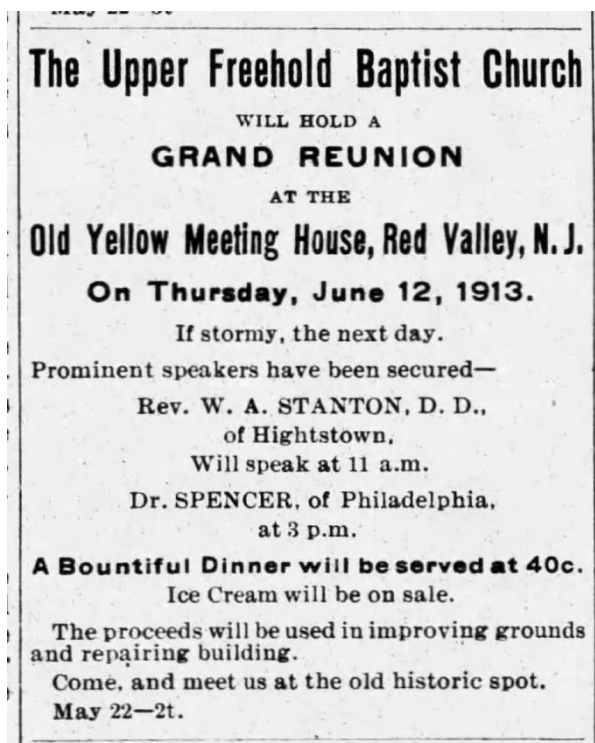 The Upper Freehold Baptist Church
WILL HOLD A
GRAND REUNION
AT THE
Old Yellow Meeting House, Red Valley, N. J.
On Thursday, June 12, 1913.
If stormy, the next day.
Prominent speakers have been secured—
Rev. W. A. STANTON, D. D.,
of Hightstown,
Will speak at 11 a.m.
Dr. SPENCER, of Philadelphia,
at 3 p.m.
A Bountiful Dinner will be served at 40c.
Ice Cream will be on sale.
The proceeds will be used in improving grounds
and repairing building.
Come, and meet us at the old historic spot.
May 22—2t.